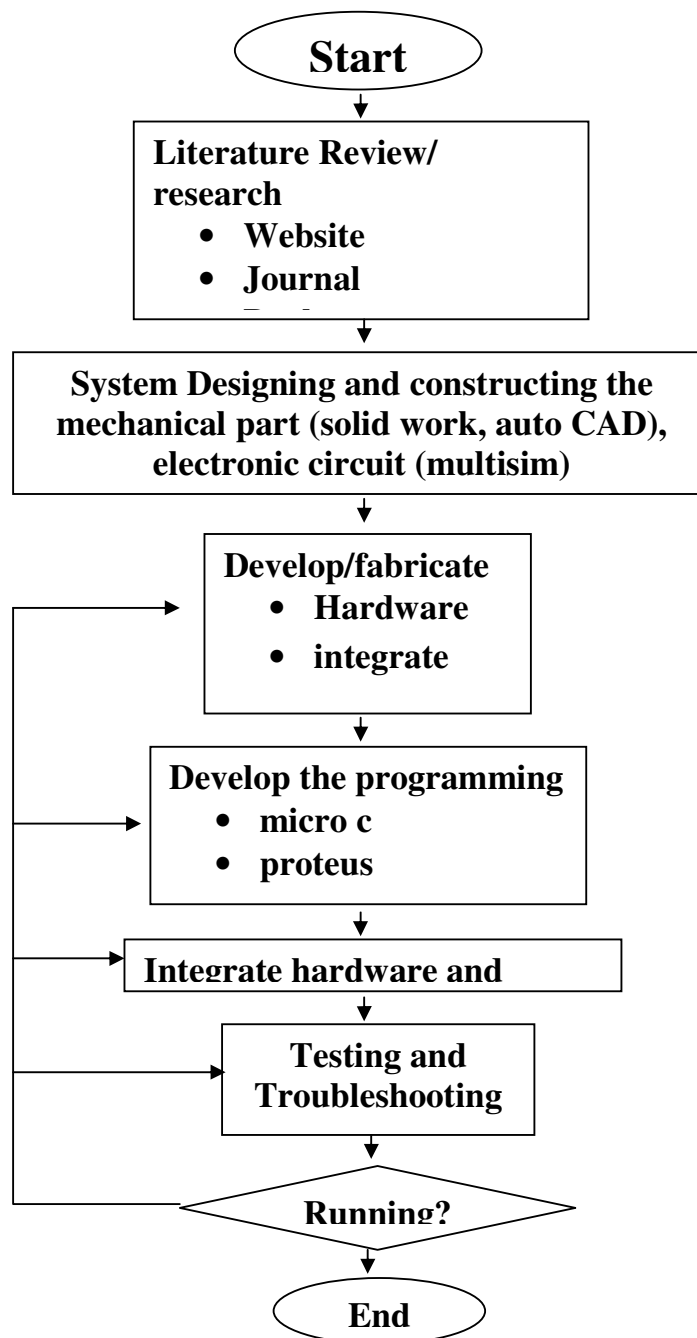 Start
Literature Review/
research
• Website
• Journal
System Designing and constructing the
mechanical part (solid work, auto CAD),
electronic circuit (multisim)
Develop/fabricate
• Hardware
• integrate
Develop the programming
• micro c
• proteus
Integrate hardware and
Testing and
Troubleshooting
Running?
End